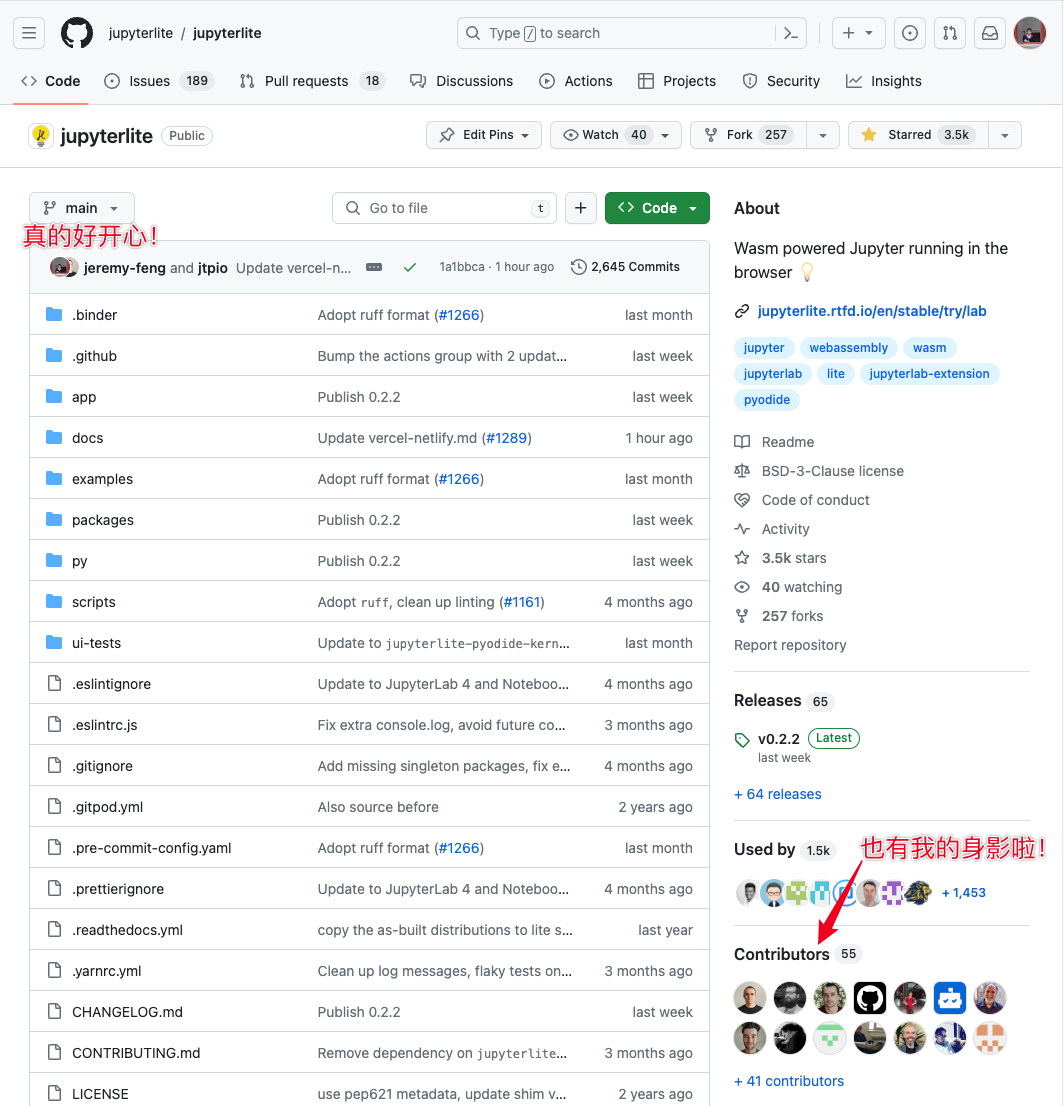 jupyterlite / jupyterlite
Type / to search
Code Issues 189 Pull requests 18 Discussions Actions Projects Security Insights
jupyterlite Public
Edit Pins Watch 40 Fork 257 Starred 3.5k
main Go to file t + Code
真的好开心！
jeremy-feng and jtpio Update vercel-n... 1a1bbca · 1 hour ago 2,645 Commits
.binder Adopt ruff format (#1266) last month
.github Bump the actions group with 2 updat... last week
app Publish 0.2.2 last week
docs Update vercel-netlify.md (#1289) 1 hour ago
examples Adopt ruff format (#1266) last month
packages Publish 0.2.2 last week
py Publish 0.2.2 last week
scripts Adopt ruff, clean up linting (#1161) 4 months ago
ui-tests Update to jupyterlite-pyodide-kern... last month
.eslintignore Update to JupyterLab 4 and Noteboo... 4 months ago
.eslintrc.js Fix extra console.log, avoid future co... 3 months ago
.gitignore Add missing singleton packages, fix e... 4 months ago
.gitpod.yml Also source before 2 years ago
.pre-commit-config.yaml Adopt ruff format (#1266) last month
.prettierignore Update to JupyterLab 4 and Noteboo... 4 months ago
.readthedocs.yml copy the as-built distributions to lite s... last year
.yarnrc.yml Clean up log messages, flaky tests on... 3 months ago
CHANGELOG.md Publish 0.2.2 last week
CONTRIBUTING.md Remove dependency on jupyterlite... 3 months ago
LICENSE use pep621 metadata, update shim v... 2 years ago
About
Wasm powered Jupyter running in the
browser 💡
jupyterlite.rtfd.io/en/stable/try/lab
jupyter webassembly wasm
jupyterlab lite jupyterlab-extension
pyodide
Readme
BSD-3-Clause license
Code of conduct
Activity
3.5k stars
40 watching
257 forks
Report repository
Releases 65
v0.2.2 Latest
last week
+ 64 releases
Used by 1.5k
也有我的身影啦！
+ 1,453
Contributors 55
+ 41 contributors